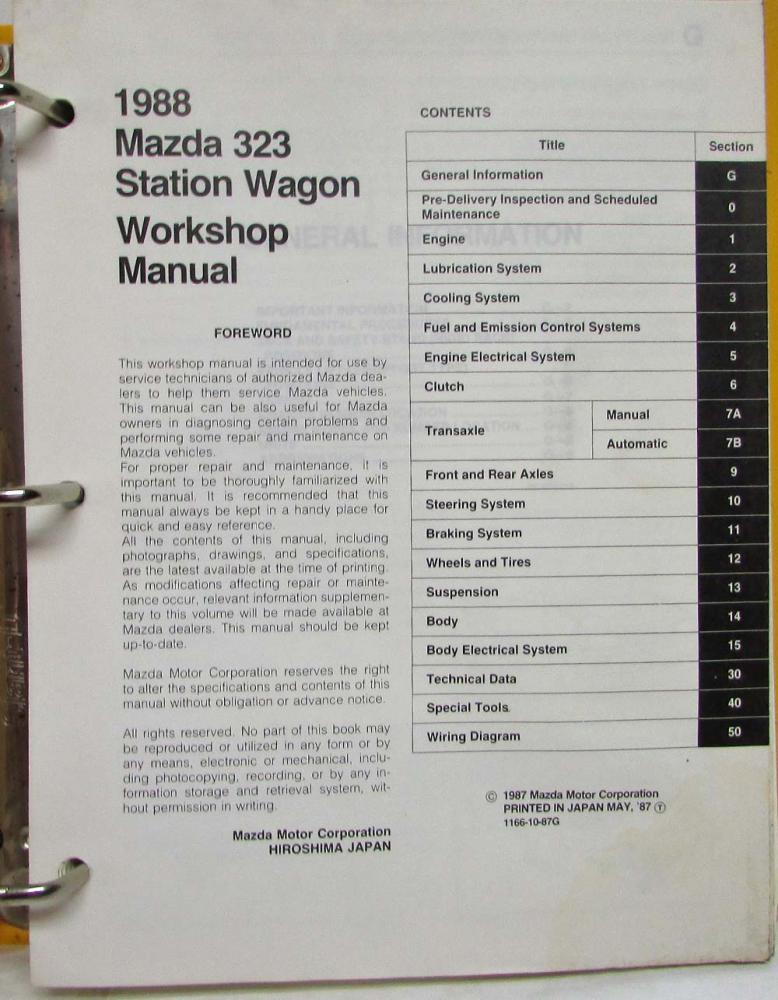 1988
Mazda 323
Station Wagon
Workshop
Manual
FOREWORD
This workshop manual is intended for use by
service technicians of authorized Mazda dea-
lers to help them service Mazda vehicles.
This manual can be also useful for Mazda
owners in diagnosing certain problems and
performing some repair and maintenance on
Mazda vehicles.
For proper repair and maintenance, it is
important to be thoroughly familiarized with
this manual. It is recommended that this
manual always be kept in a handy place for
quick and easy reference.
All the contents of this manual, including
photographs, drawings, and specifications,
are the latest available at the time of printing.
As modifications affecting repair or mainte-
nance occur, relevant information supplemen-
tary to this volume will be made available at
Mazda dealers. This manual should be kept
up-to-date.
Mazda Motor Corporation reserves the right
to alter the specifications and contents of this
manual without obligation or advance notice.
All rights reserved. No part of this book may
be reproduced or utilized in any form or by
any means, electronic or mechanical, inclu-
ding photocopying, recording, or by any in-
formation storage and retrieval system, wit-
hout permission in writing.
Mazda Motor Corporation
HIROSHIMA JAPAN
CONTENTS
Title Section
General Information G
Pre-Delivery Inspection and Scheduled
Maintenance 0
Engine 1
Lubrication System 2
Cooling System 3
Fuel and Emission Control Systems 4
Engine Electrical System 5
Clutch 6
Transaxle Manual 7A
Automatic 7B
Front and Rear Axles 9
Steering System 10
Braking System 11
Wheels and Tires 12
Suspension 13
Body 14
Body Electrical System 15
Technical Data 30
Special Tools 40
Wiring Diagram 50
© 1987 Mazda Motor Corporation
PRINTED IN JAPAN MAY, '87 Ⓣ
1166-10-87G
GENERAL INFORMATION